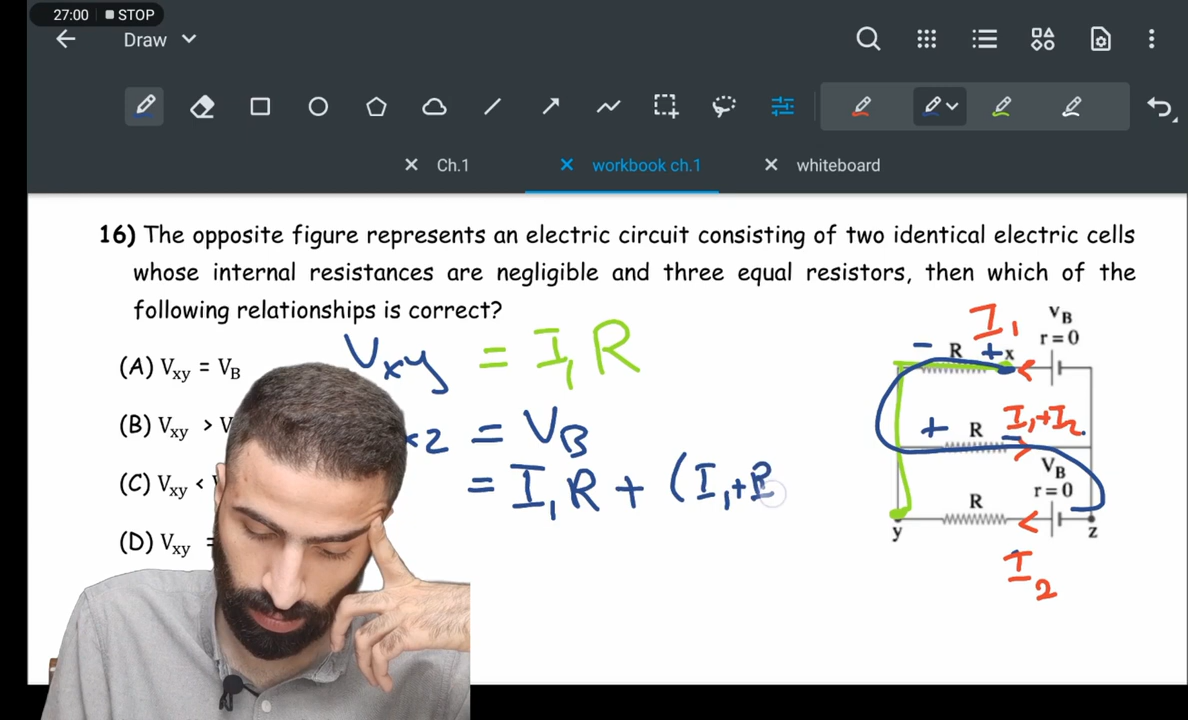 27:00 STOP
Draw
Ch.1
workbook ch.1
whiteboard
16) The opposite figure represents an electric circuit consisting of two identical electric cells
whose internal resistances are negligible and three equal resistors, then which of the
following relationships is correct?
(A) Vxy = VB
(B) Vxy > V
(C) Vxy <
(D) Vxy =
Vxy = I1R
z = VB
= I1R + (I1+
I1
VB
r = 0
- R + x
+ R I1+I2
VB
r = 0
R
y
z
I2